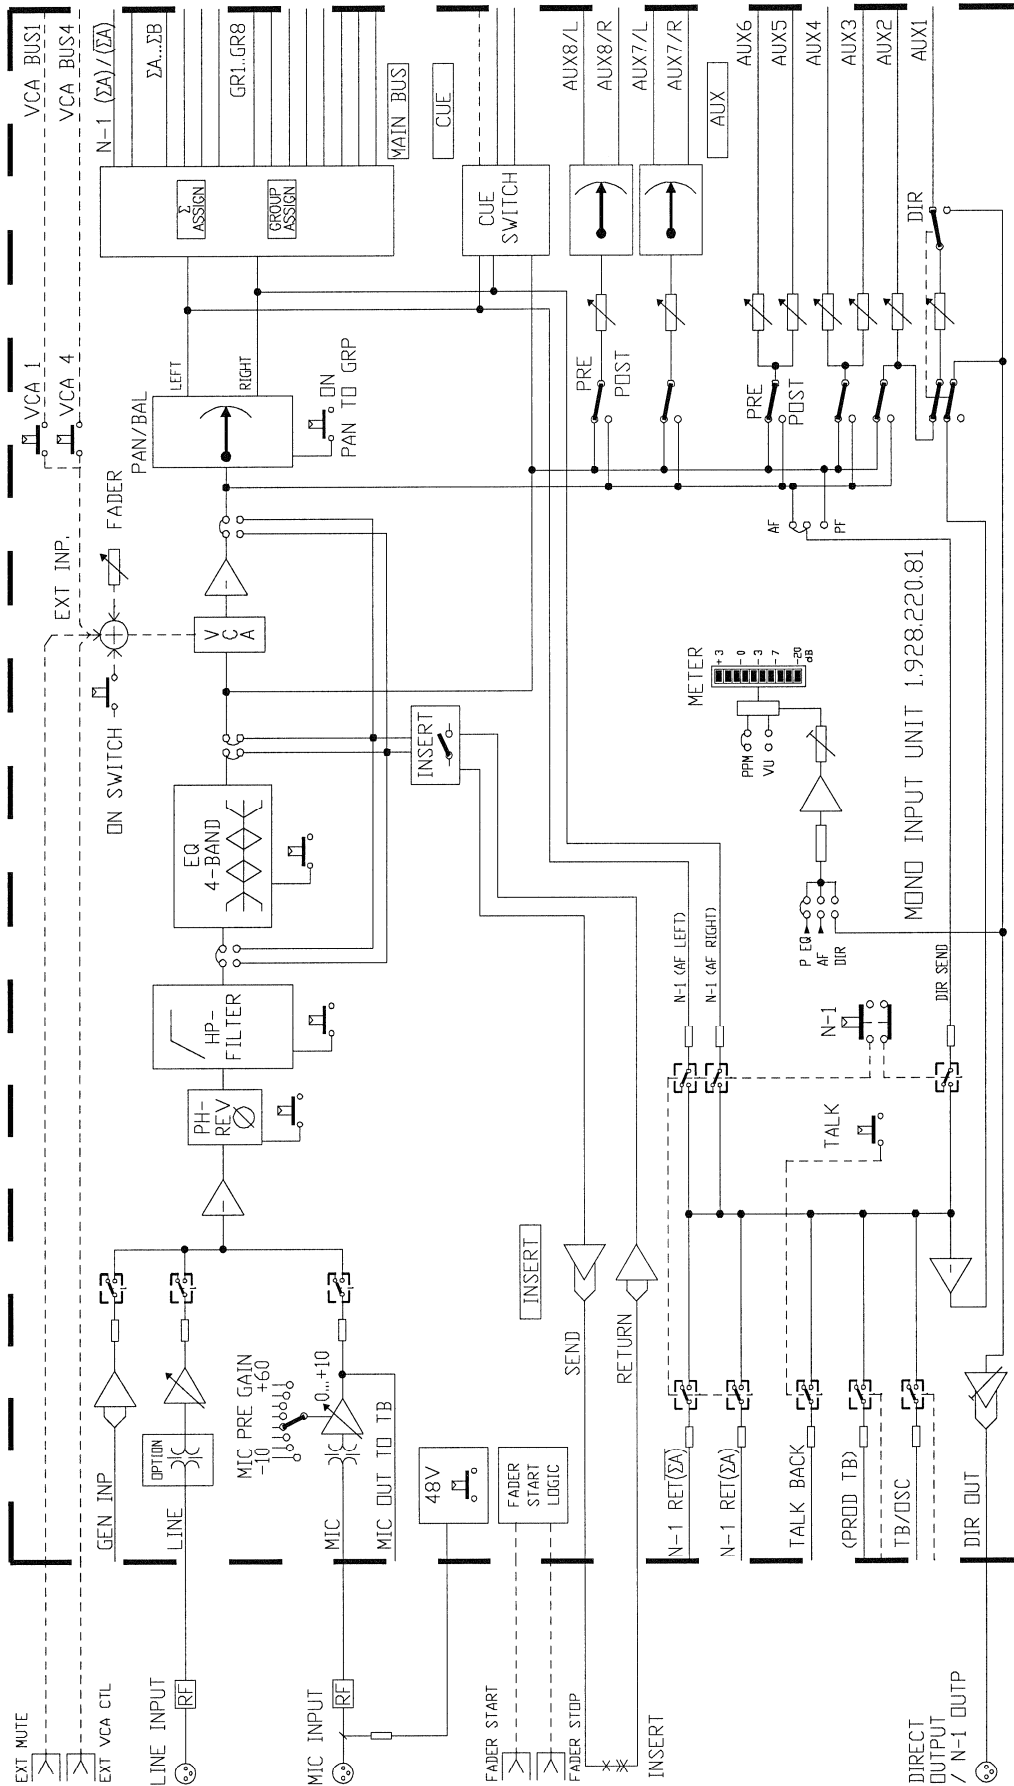 EXT MUTE
EXT VCA CTL
LINE INPUT
RF
MIC INPUT
RF
FADER START
FADER STOP
INSERT
DIRECT
OUTPUT
/ N-1 OUTP
GEN INP
LINE
OPTION
MIC PRE GAIN
-10
+60
0...+10
MIC
MIC OUT TO TB
48V
FADER
START
LOGIC
INSERT
SEND
RETURN
N-1 RET(ΣA)
N-1 RET(ΣA)
TALK BACK
(PROD TB)
TB/OSC
DIR OUT
PH-
REV
HP-
FILTER
EQ
4-BAND
INSERT
ON SWITCH
EXT INP.
FADER
VCA
VCA 1
VCA 4
PAN/BAL
LEFT
RIGHT
ON
PAN TO GRP
Σ
ASSIGN
GROUP
ASSIGN
CUE
SWITCH
VCA BUS1
VCA BUS4
N-1 (ΣA)/(ΣA)
ΣA...ΣB
GR1..GR8
MAIN BUS
CUE
AUX8/L
AUX8/R
AUX7/L
AUX7/R
AUX
AUX6
AUX5
AUX4
AUX3
AUX2
AUX1
PRE
POST
PRE
POST
DIR
AF
PF
METER
+3
-0
-3
-7
-20
dB
PPM
VU
P EQ
AF
DIR
N-1 (AF LEFT)
N-1 (AF RIGHT)
DIR SEND
N-1
TALK
MONO INPUT UNIT 1.928.220.81